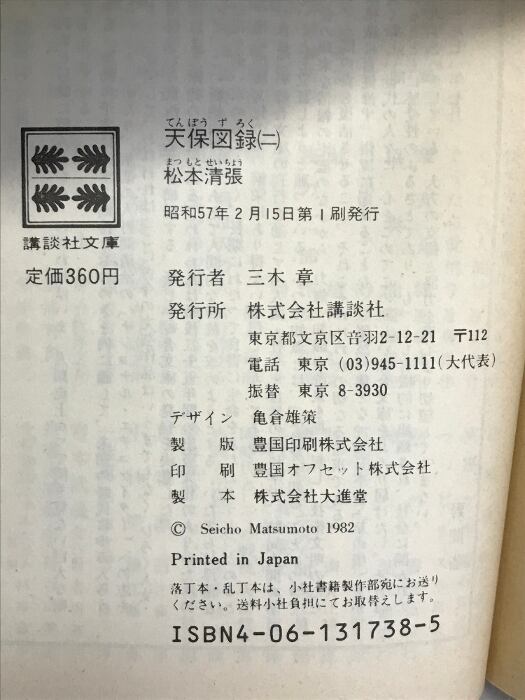 てんぽう ず ろく
天保図録(二)
まつ もと せい ちょう
松本清張
昭和57年2月15日第1刷発行
講談社文庫
定価360円
発行者 三木 章
発行所 株式会社講談社
東京都文京区音羽2-12-21 〒112
電話 東京 (03)945-1111(大代表)
振替 東京 8-3930
デザイン 亀倉雄策
製 版 豊国印刷株式会社
印 刷 豊国オフセット株式会社
製 本 株式会社大進堂
© Seicho Matsumoto 1982
Printed in Japan
落丁本・乱丁本は、小社書籍製作部宛にお送り
ください。送料小社負担にてお取替えします。
ISBN4-06-131738-5